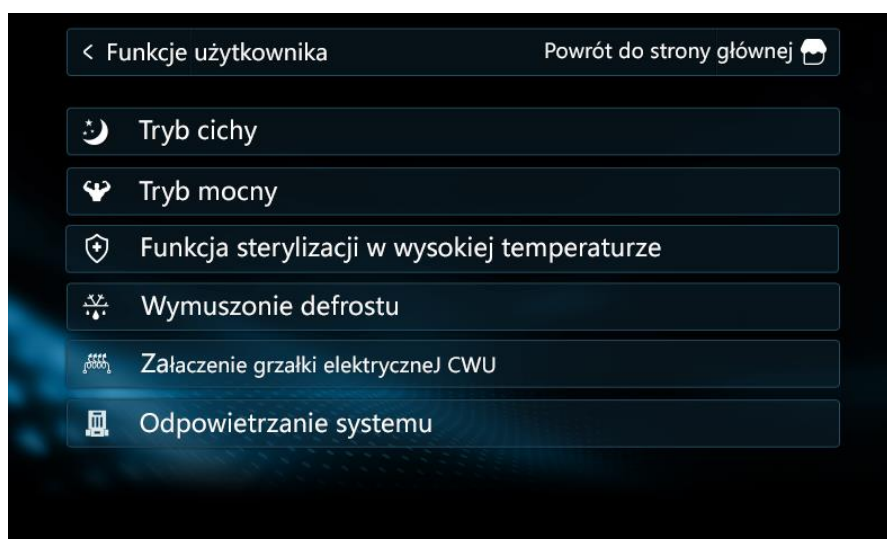 < Funkcje użytkownika Powrót do strony głównej
Tryb cichy
Tryb mocny
Funkcja sterylizacji w wysokiej temperaturze
Wymuszonie defrostu
Załaczenie grzałki elektryczneJ CWU
Odpowietrzanie systemu